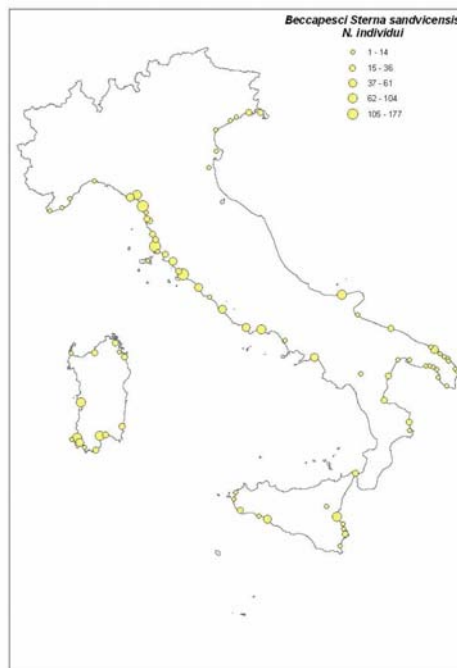 Beccapesci Sterna sandvicensis
N. individui
1 - 14
15 - 36
37 - 61
62 - 104
105 - 177